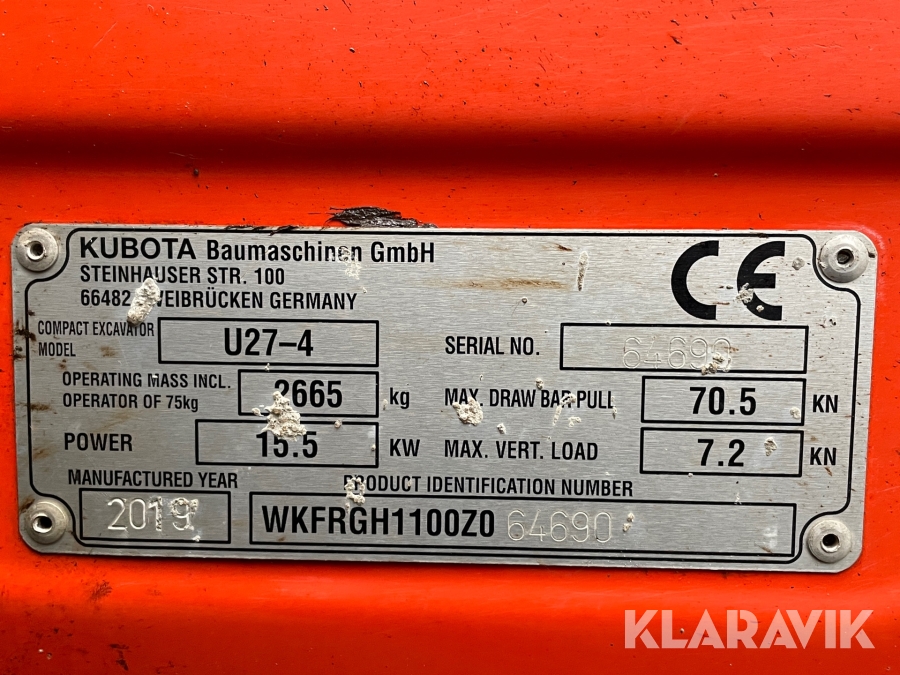 KUBOTA Baumaschinen GmbH
STEINHAUSER STR. 100
66482 ZWEIBRÜCKEN GERMANY
CE
COMPACT EXCAVATOR MODEL U27-4
SERIAL NO. 64690
OPERATING MASS INCL. OPERATOR OF 75kg 2665 kg
MAX. DRAW BAR PULL 70.5 KN
POWER 15.5 KW
MAX. VERT. LOAD 7.2 KN
MANUFACTURED YEAR 2019
PRODUCT IDENTIFICATION NUMBER
WKFRGH1100Z0 64690
KLARAVIK